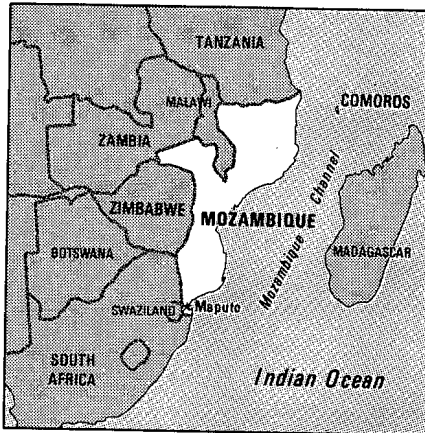 TANZANIA
MALAWI
COMOROS
ZAMBIA
ZIMBABWE
MOZAMBIQUE
Mozambique Channel
BOTSWANA
MADAGASCAR
SWAZILAND
Maputo
SOUTH
AFRICA
Indian Ocean